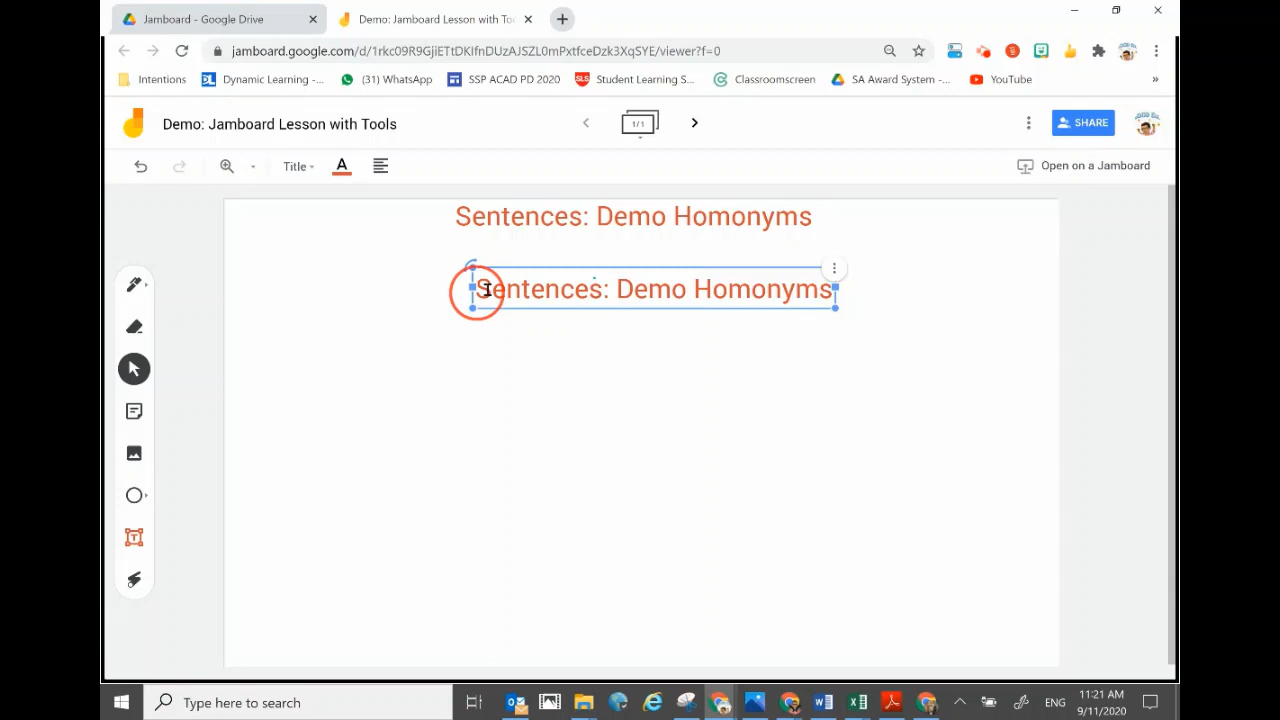 Jamboard - Google Drive
Demo: Jamboard Lesson with Too
jamboard.google.com/d/1rkc09R9GjjETtDKIfnDUzAJSZL0mPxtfceDzk3XqSYE/viewer?f=0
Intentions
Dynamic Learning -...
(31) WhatsApp
SSP ACAD PD 2020
Student Learning S...
Classroomscreen
SA Award System -...
YouTube
»
Demo: Jamboard Lesson with Tools
1/1
SHARE
Title
A
Open on a Jamboard
Sentences: Demo Homonyms
Sentences: Demo Homonyms
Type here to search
ENG
11:21 AM
9/11/2020